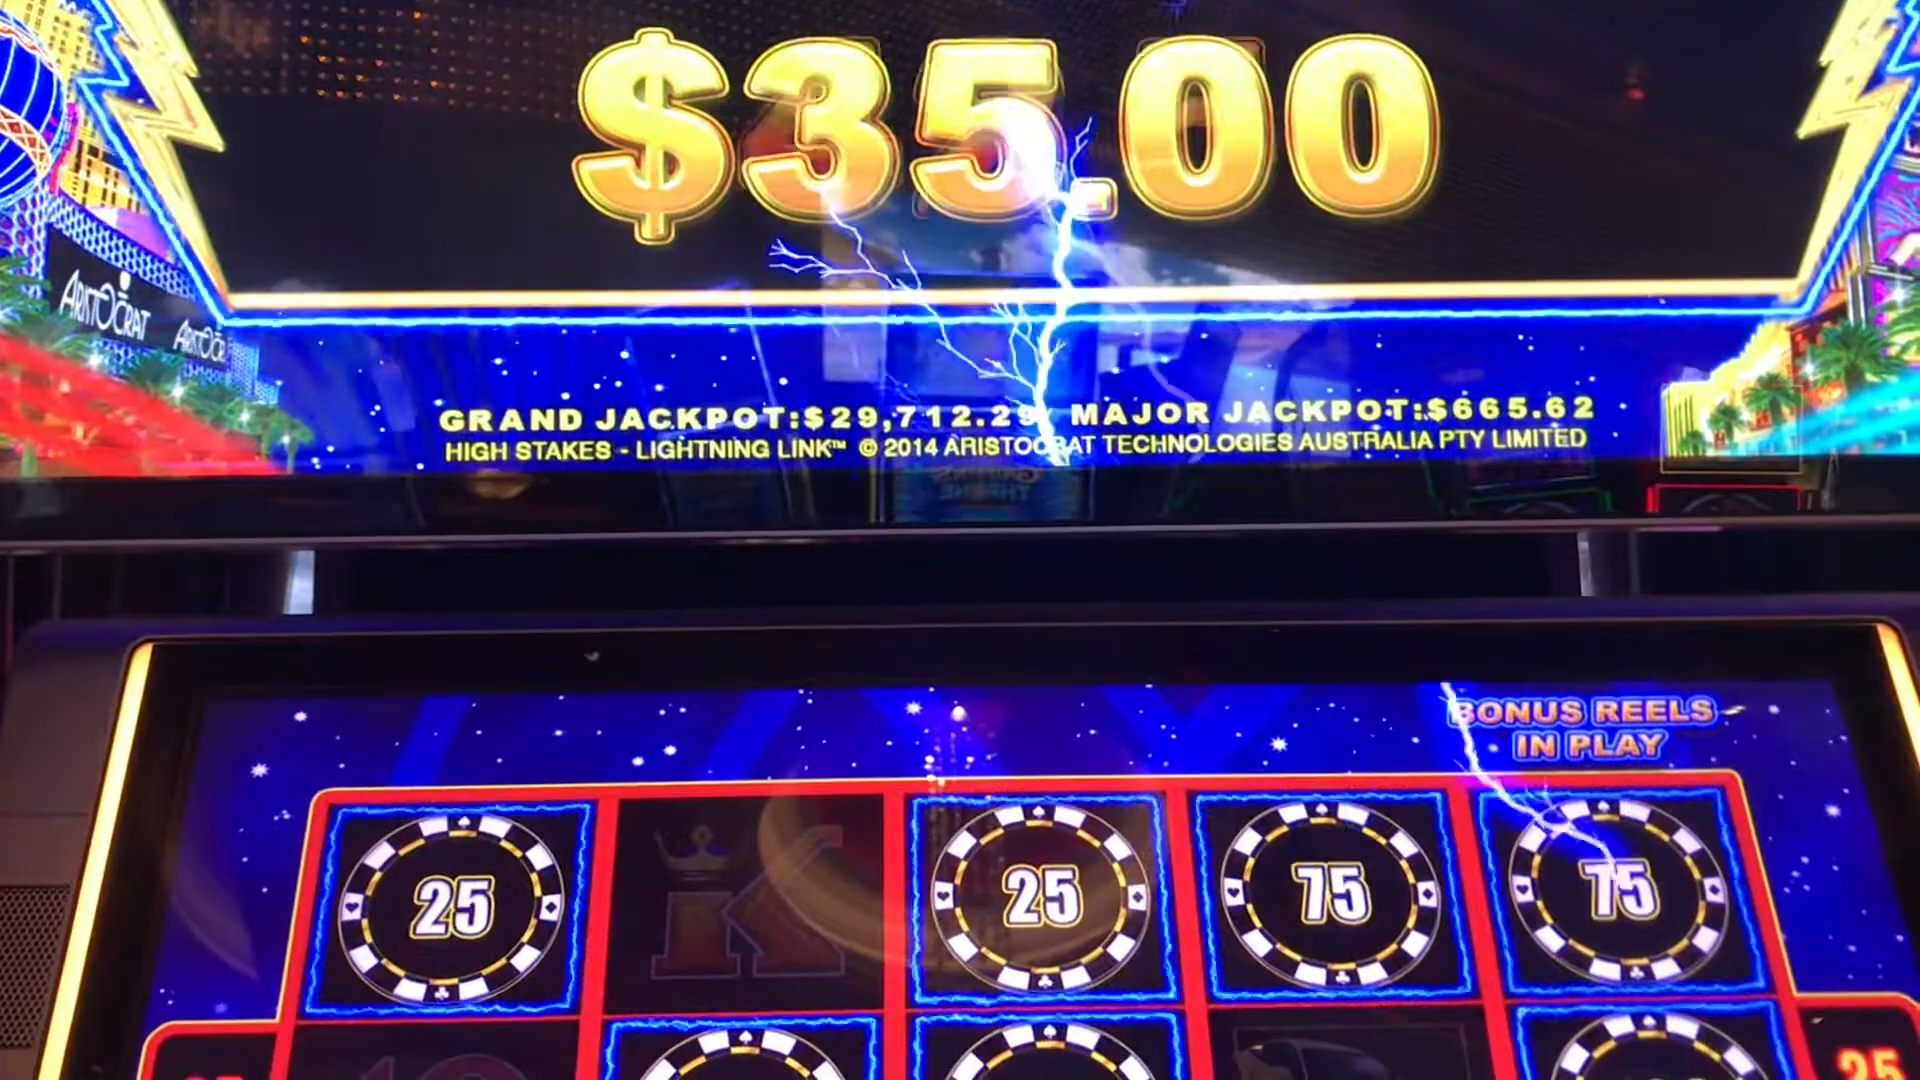 $35.00
ARISTOCRAT
GRAND JACKPOT:$29,712.29 MAJOR JACKPOT:$665.62
HIGH STAKES - LIGHTNING LINK™ © 2014 ARISTOCRAT TECHNOLOGIES AUSTRALIA PTY LIMITED
BONUS REELS
IN PLAY
25 K 25 75 75
25